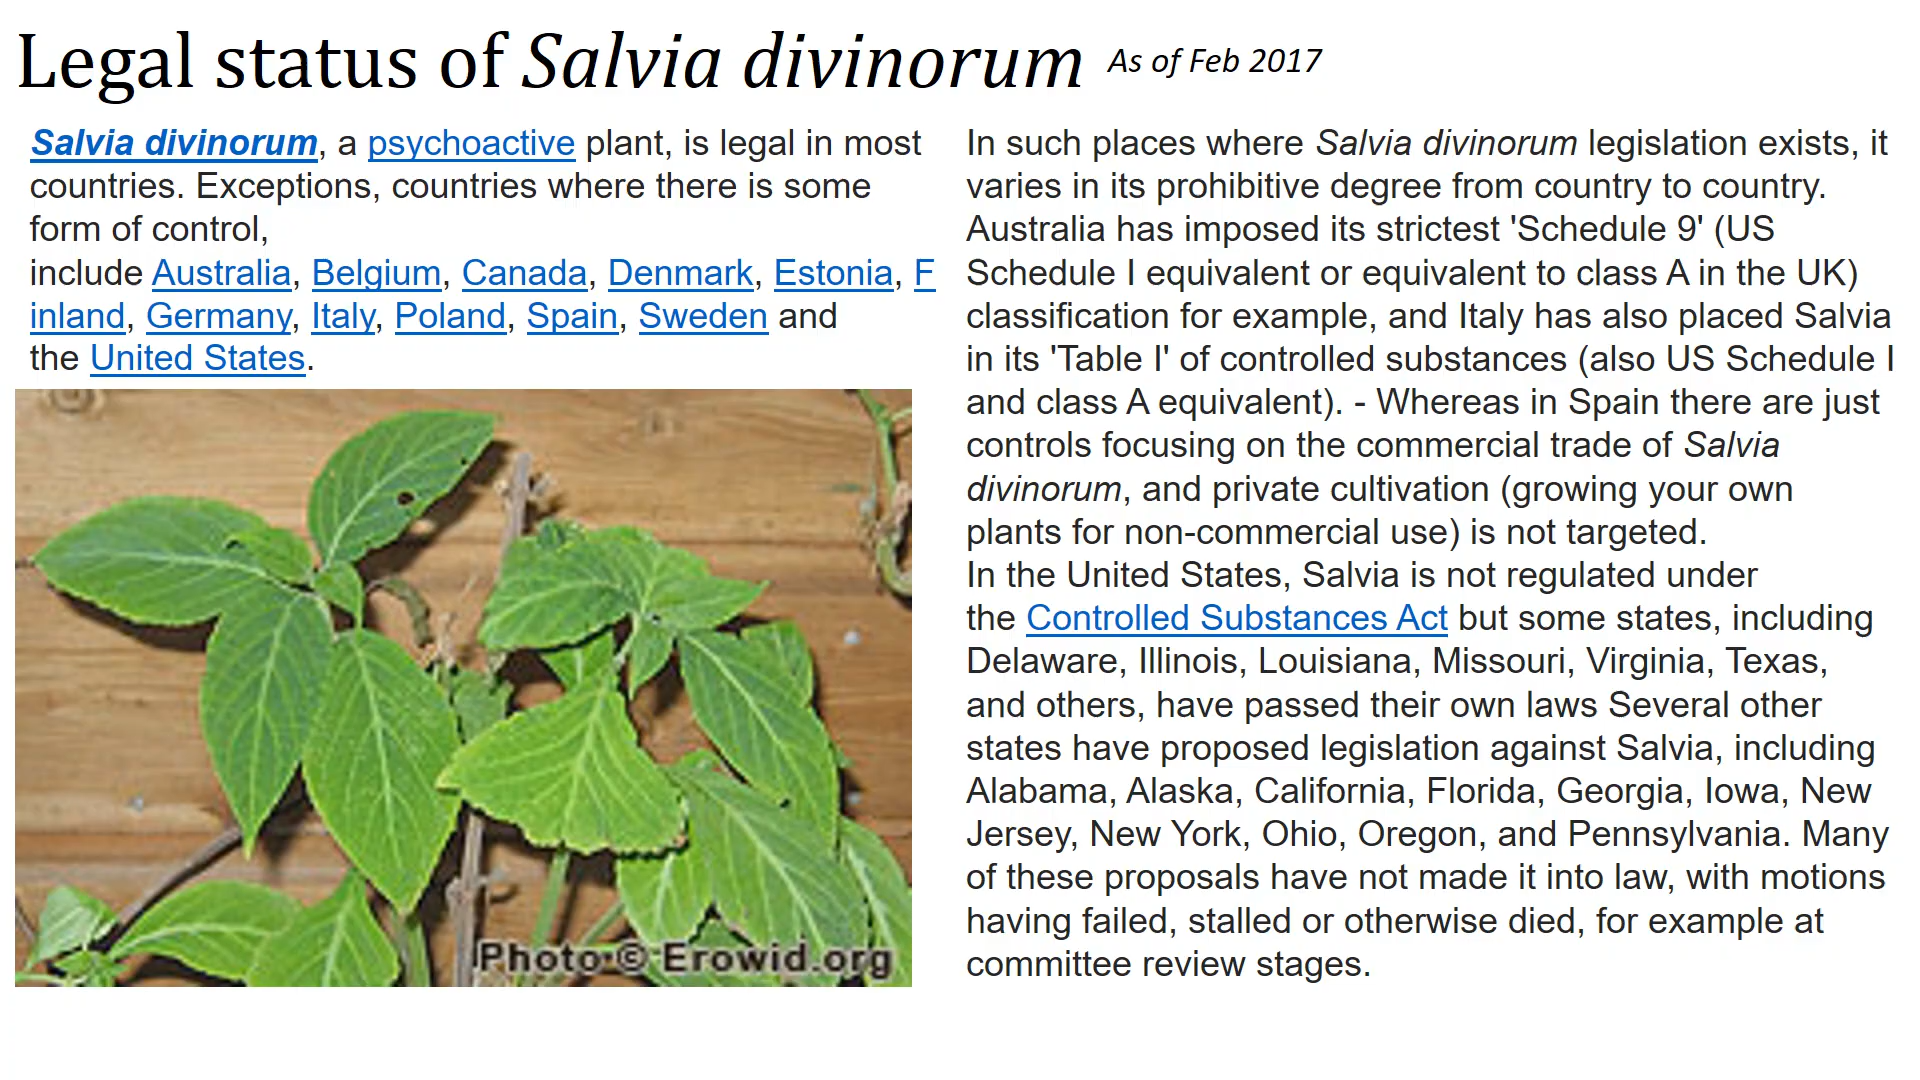 Legal status of Salvia divinorum As of Feb 2017
Salvia divinorum, a psychoactive plant, is legal in most
countries. Exceptions, countries where there is some
form of control,
include Australia, Belgium, Canada, Denmark, Estonia, F
inland, Germany, Italy, Poland, Spain, Sweden and
the United States.
Photo © Erowid.org
In such places where Salvia divinorum legislation exists, it
varies in its prohibitive degree from country to country.
Australia has imposed its strictest 'Schedule 9' (US
Schedule I equivalent or equivalent to class A in the UK)
classification for example, and Italy has also placed Salvia
in its 'Table I' of controlled substances (also US Schedule I
and class A equivalent). - Whereas in Spain there are just
controls focusing on the commercial trade of Salvia
divinorum, and private cultivation (growing your own
plants for non-commercial use) is not targeted.
In the United States, Salvia is not regulated under
the Controlled Substances Act but some states, including
Delaware, Illinois, Louisiana, Missouri, Virginia, Texas,
and others, have passed their own laws Several other
states have proposed legislation against Salvia, including
Alabama, Alaska, California, Florida, Georgia, Iowa, New
Jersey, New York, Ohio, Oregon, and Pennsylvania. Many
of these proposals have not made it into law, with motions
having failed, stalled or otherwise died, for example at
committee review stages.